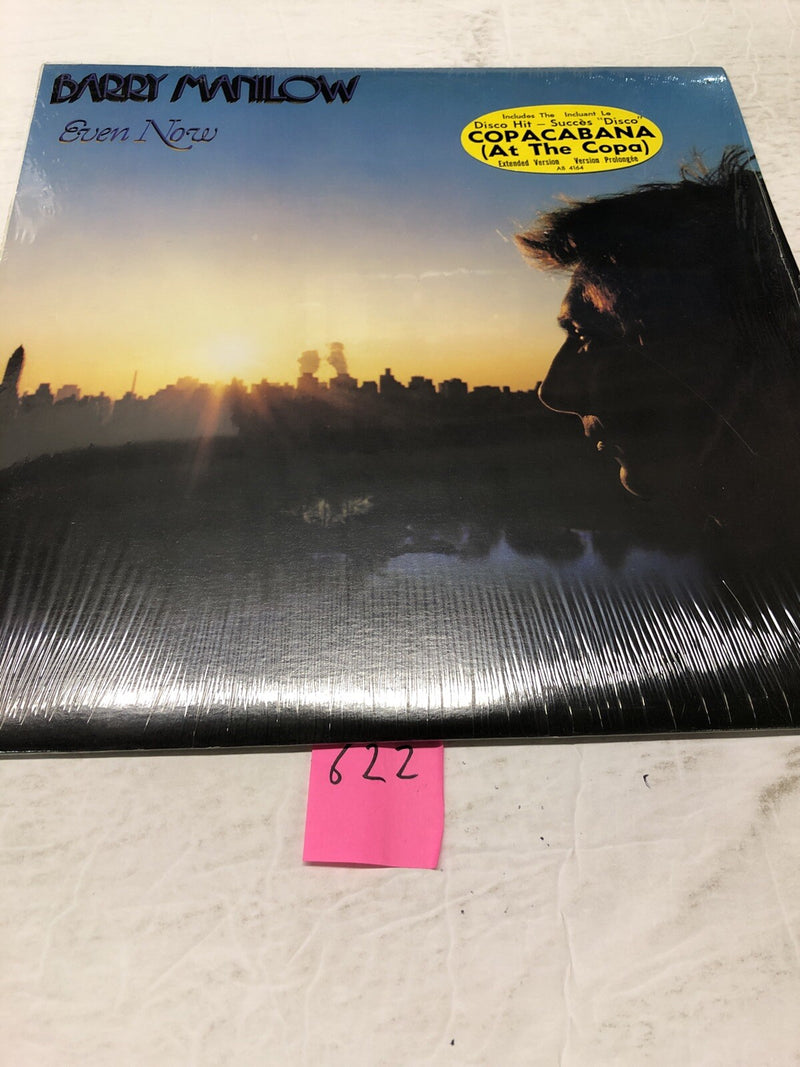 BARRY MANILOW
Even Now
Includes The Incluant Le
Disco Hit – Succès "Disco"
COPACABANA
(At The Copa)
Extended Version Version Prolongée
AB 4164
622